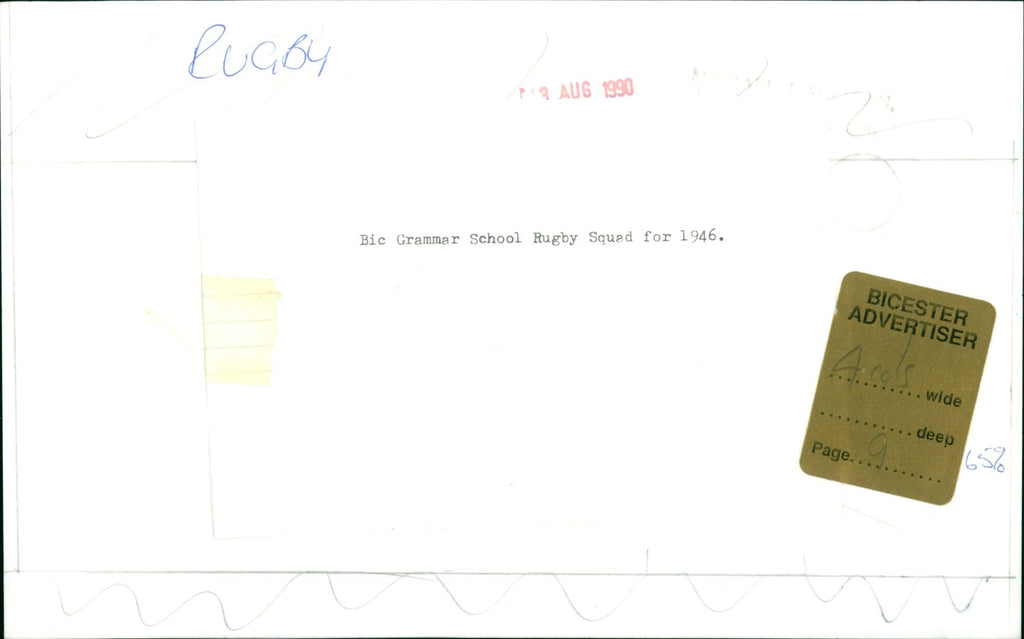 RUGBY
AUG 1990
Bic Grammar School Rugby Squad for 1946.
BICESTER
ADVERTISER
4 cols
...........wide
...........deep
Page...9........
65%